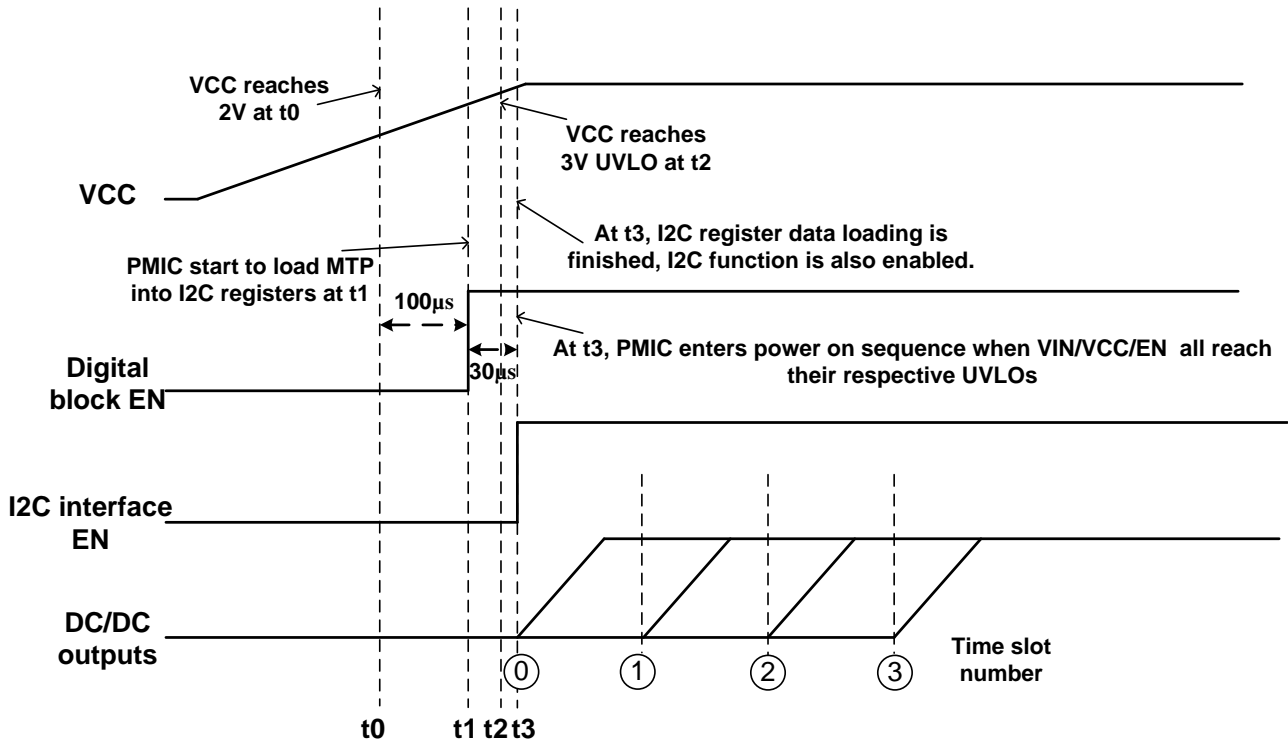 VCC reaches
2V at t0
VCC reaches
3V UVLO at t2
VCC
At t3, I2C register data loading is
finished, I2C function is also enabled.
PMIC start to load MTP
into I2C registers at t1
100µs
At t3, PMIC enters power on sequence when VIN/VCC/EN all reach
their respective UVLOs
30µs
Digital
block EN
I2C interface
EN
DC/DC
outputs
0
1
2
3
Time slot
number
t0
t1
t2
t3